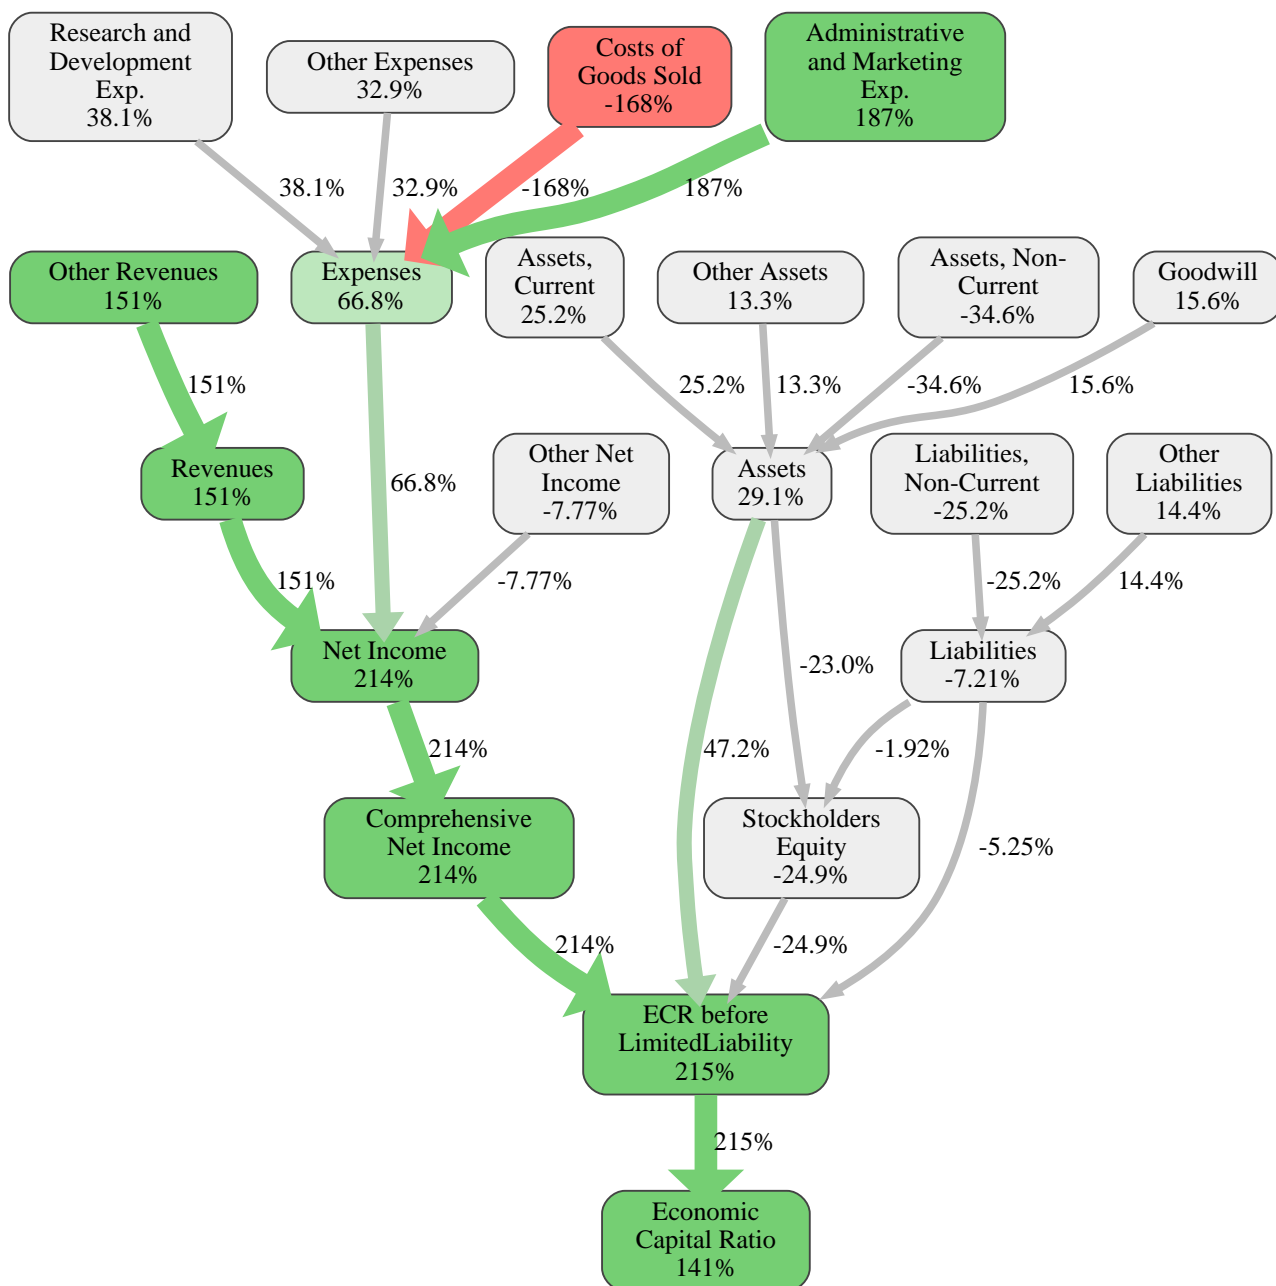 Research and
Development
Exp.
38.1%
Other Expenses
32.9%
Costs of
Goods Sold
-168%
Administrative
and Marketing
Exp.
187%
38.1%
32.9%
-168%
187%
Other Revenues
151%
Expenses
66.8%
Assets,
Current
25.2%
Other Assets
13.3%
Assets, Non-
Current
-34.6%
Goodwill
15.6%
151%
25.2%
13.3%
-34.6%
15.6%
Revenues
151%
66.8%
Other Net
Income
-7.77%
Assets
29.1%
Liabilities,
Non-Current
-25.2%
Other
Liabilities
14.4%
151%
-7.77%
-25.2%
14.4%
Net Income
214%
-23.0%
Liabilities
-7.21%
214%
47.2%
-1.92%
Comprehensive
Net Income
214%
Stockholders
Equity
-24.9%
-5.25%
214%
-24.9%
ECR before
LimitedLiability
215%
215%
Economic
Capital Ratio
141%